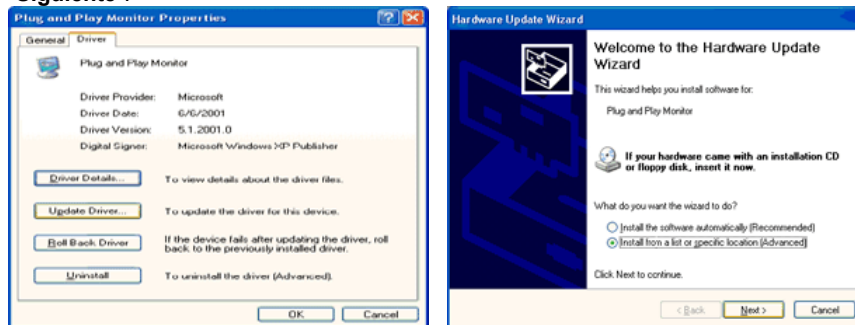 "Siguiente".
Plug and Play Monitor Properties
General
Driver
Plug and Play Monitor
Driver Provider: Microsoft
Driver Date: 6/6/2001
Driver Version: 5.1.2001.0
Digital Signer: Microsoft Windows XP Publisher
Driver Details... To view details about the driver files.
Update Driver... To update the driver for this device.
Roll Back Driver If the device fails after updating the driver, roll
back to the previously installed driver.
Uninstall To uninstall the driver (Advanced).
OK Cancel
Hardware Update Wizard
Welcome to the Hardware Update
Wizard
This wizard helps you install software for:
Plug and Play Monitor
If your hardware came with an installation CD
or floppy disk, insert it now.
What do you want the wizard to do?
Install the software automatically (Recommended)
Install from a list or specific location (Advanced)
Click Next to continue.
< Back Next > Cancel